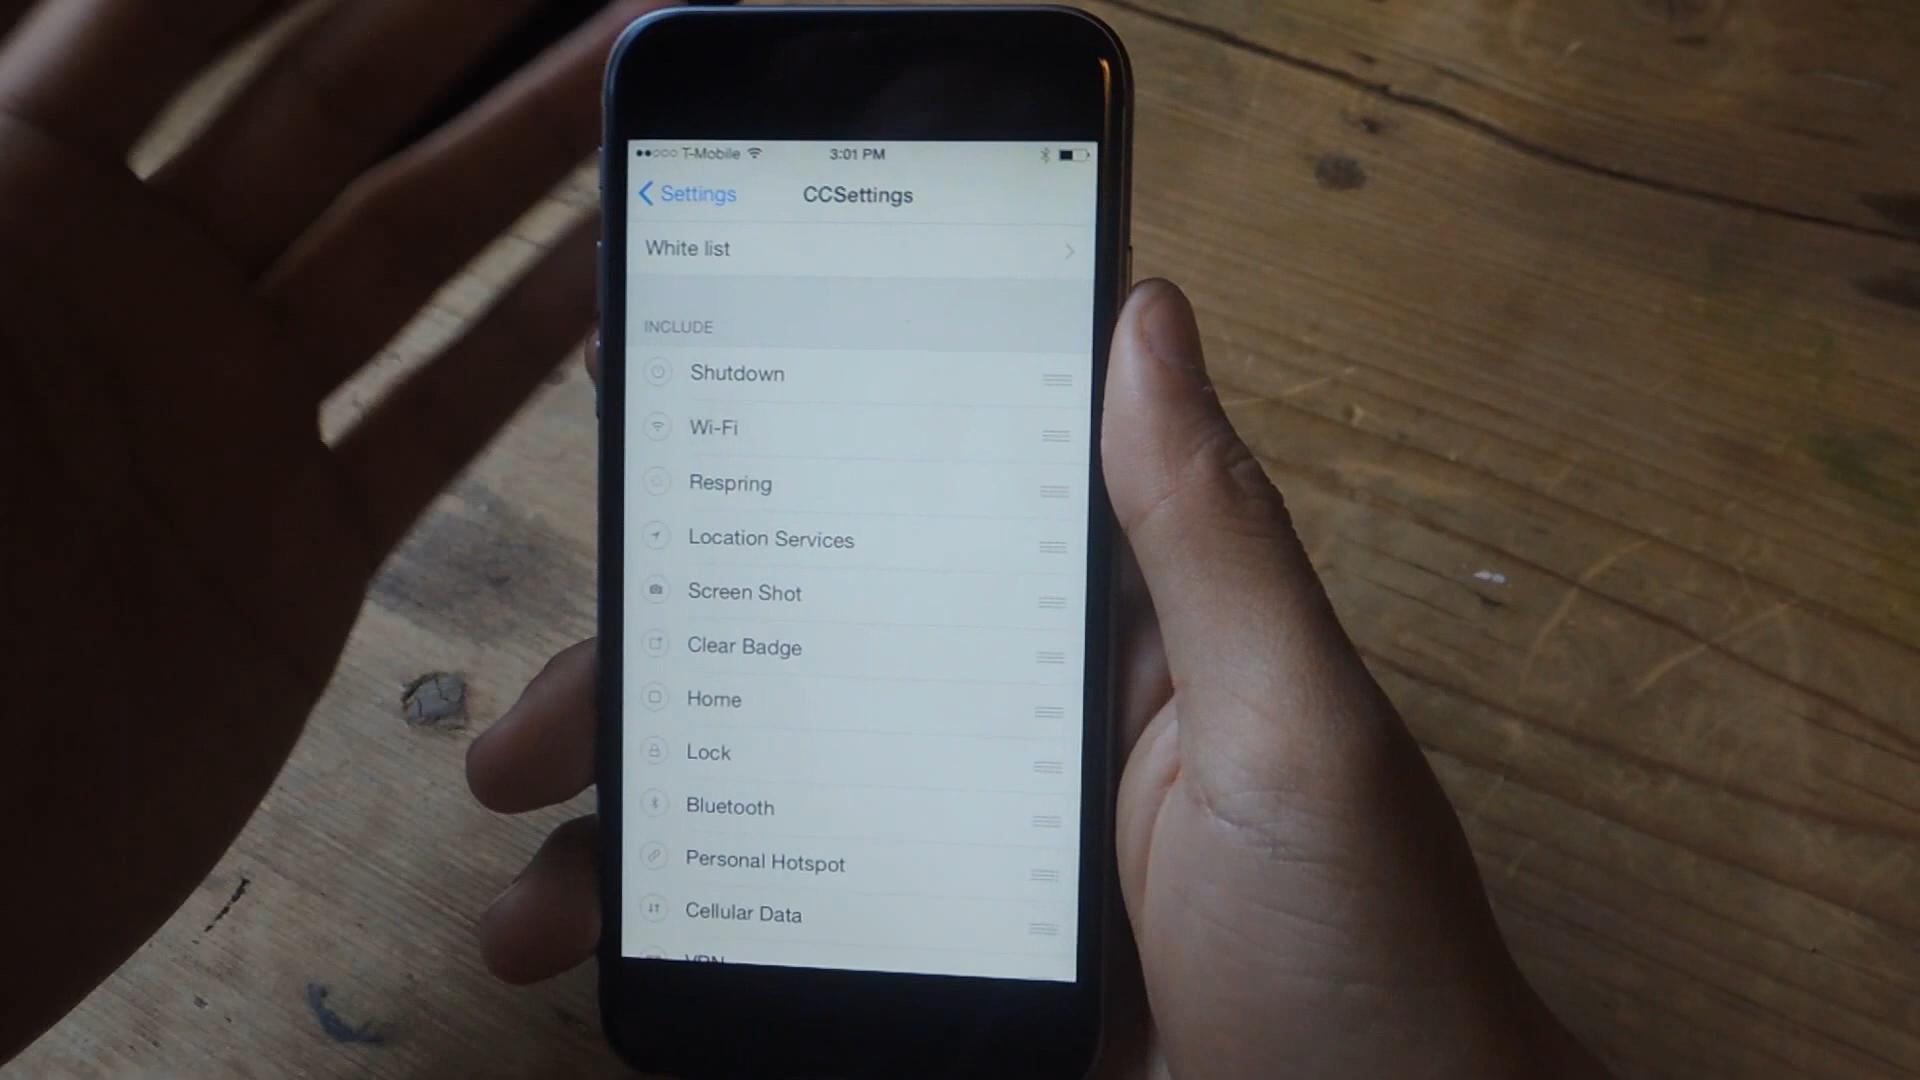 T-Mobile 3:01 PM
Settings CCSettings
White list
INCLUDE
Shutdown
Wi-Fi
Respring
Location Services
Screen Shot
Clear Badge
Home
Lock
Bluetooth
Personal Hotspot
Cellular Data
VPN